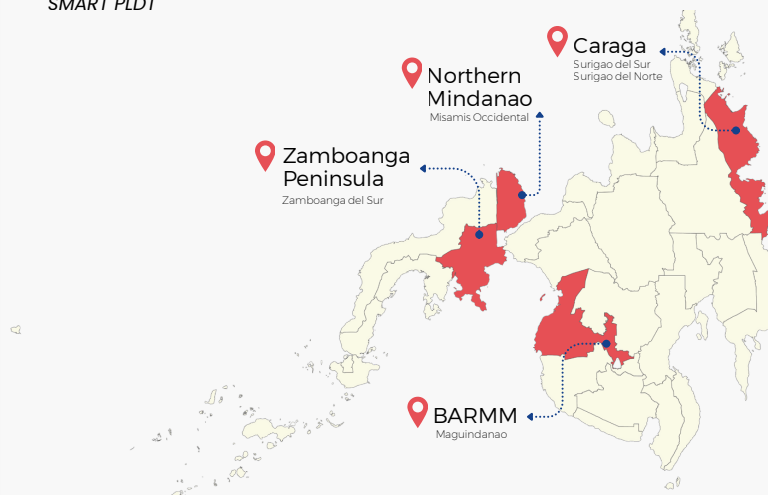 SMART PLDT
Caraga
Surigao del Sur
Surigao del Norte
Northern
Mindanao
Misamis Occidental
Zamboanga
Peninsula
Zamboanga del Sur
BARMM
Maguindanao